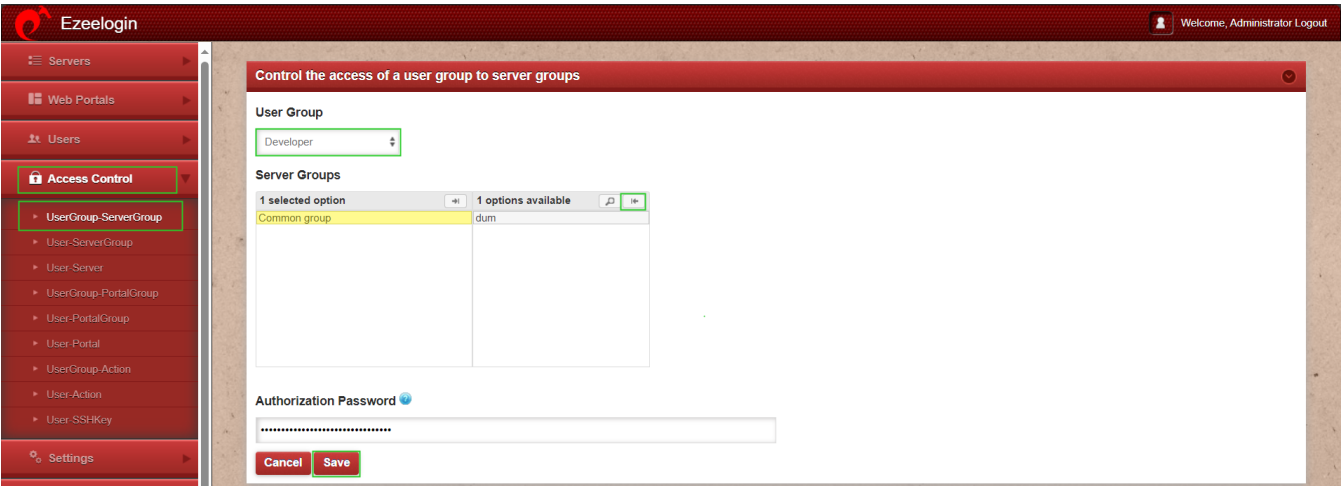 Ezeelogin
Welcome, Administrator Logout
Servers
Web Portals
Users
Access Control
UserGroup-ServerGroup
User-ServerGroup
User-Server
UserGroup-PortalGroup
User-PortalGroup
User-Portal
UserGroup-Action
User-Action
User-SSHKey
Settings
Control the access of a user group to server groups
User Group
Developer
Server Groups
1 selected option 1 options available
Common group dum
Authorization Password
Cancel Save